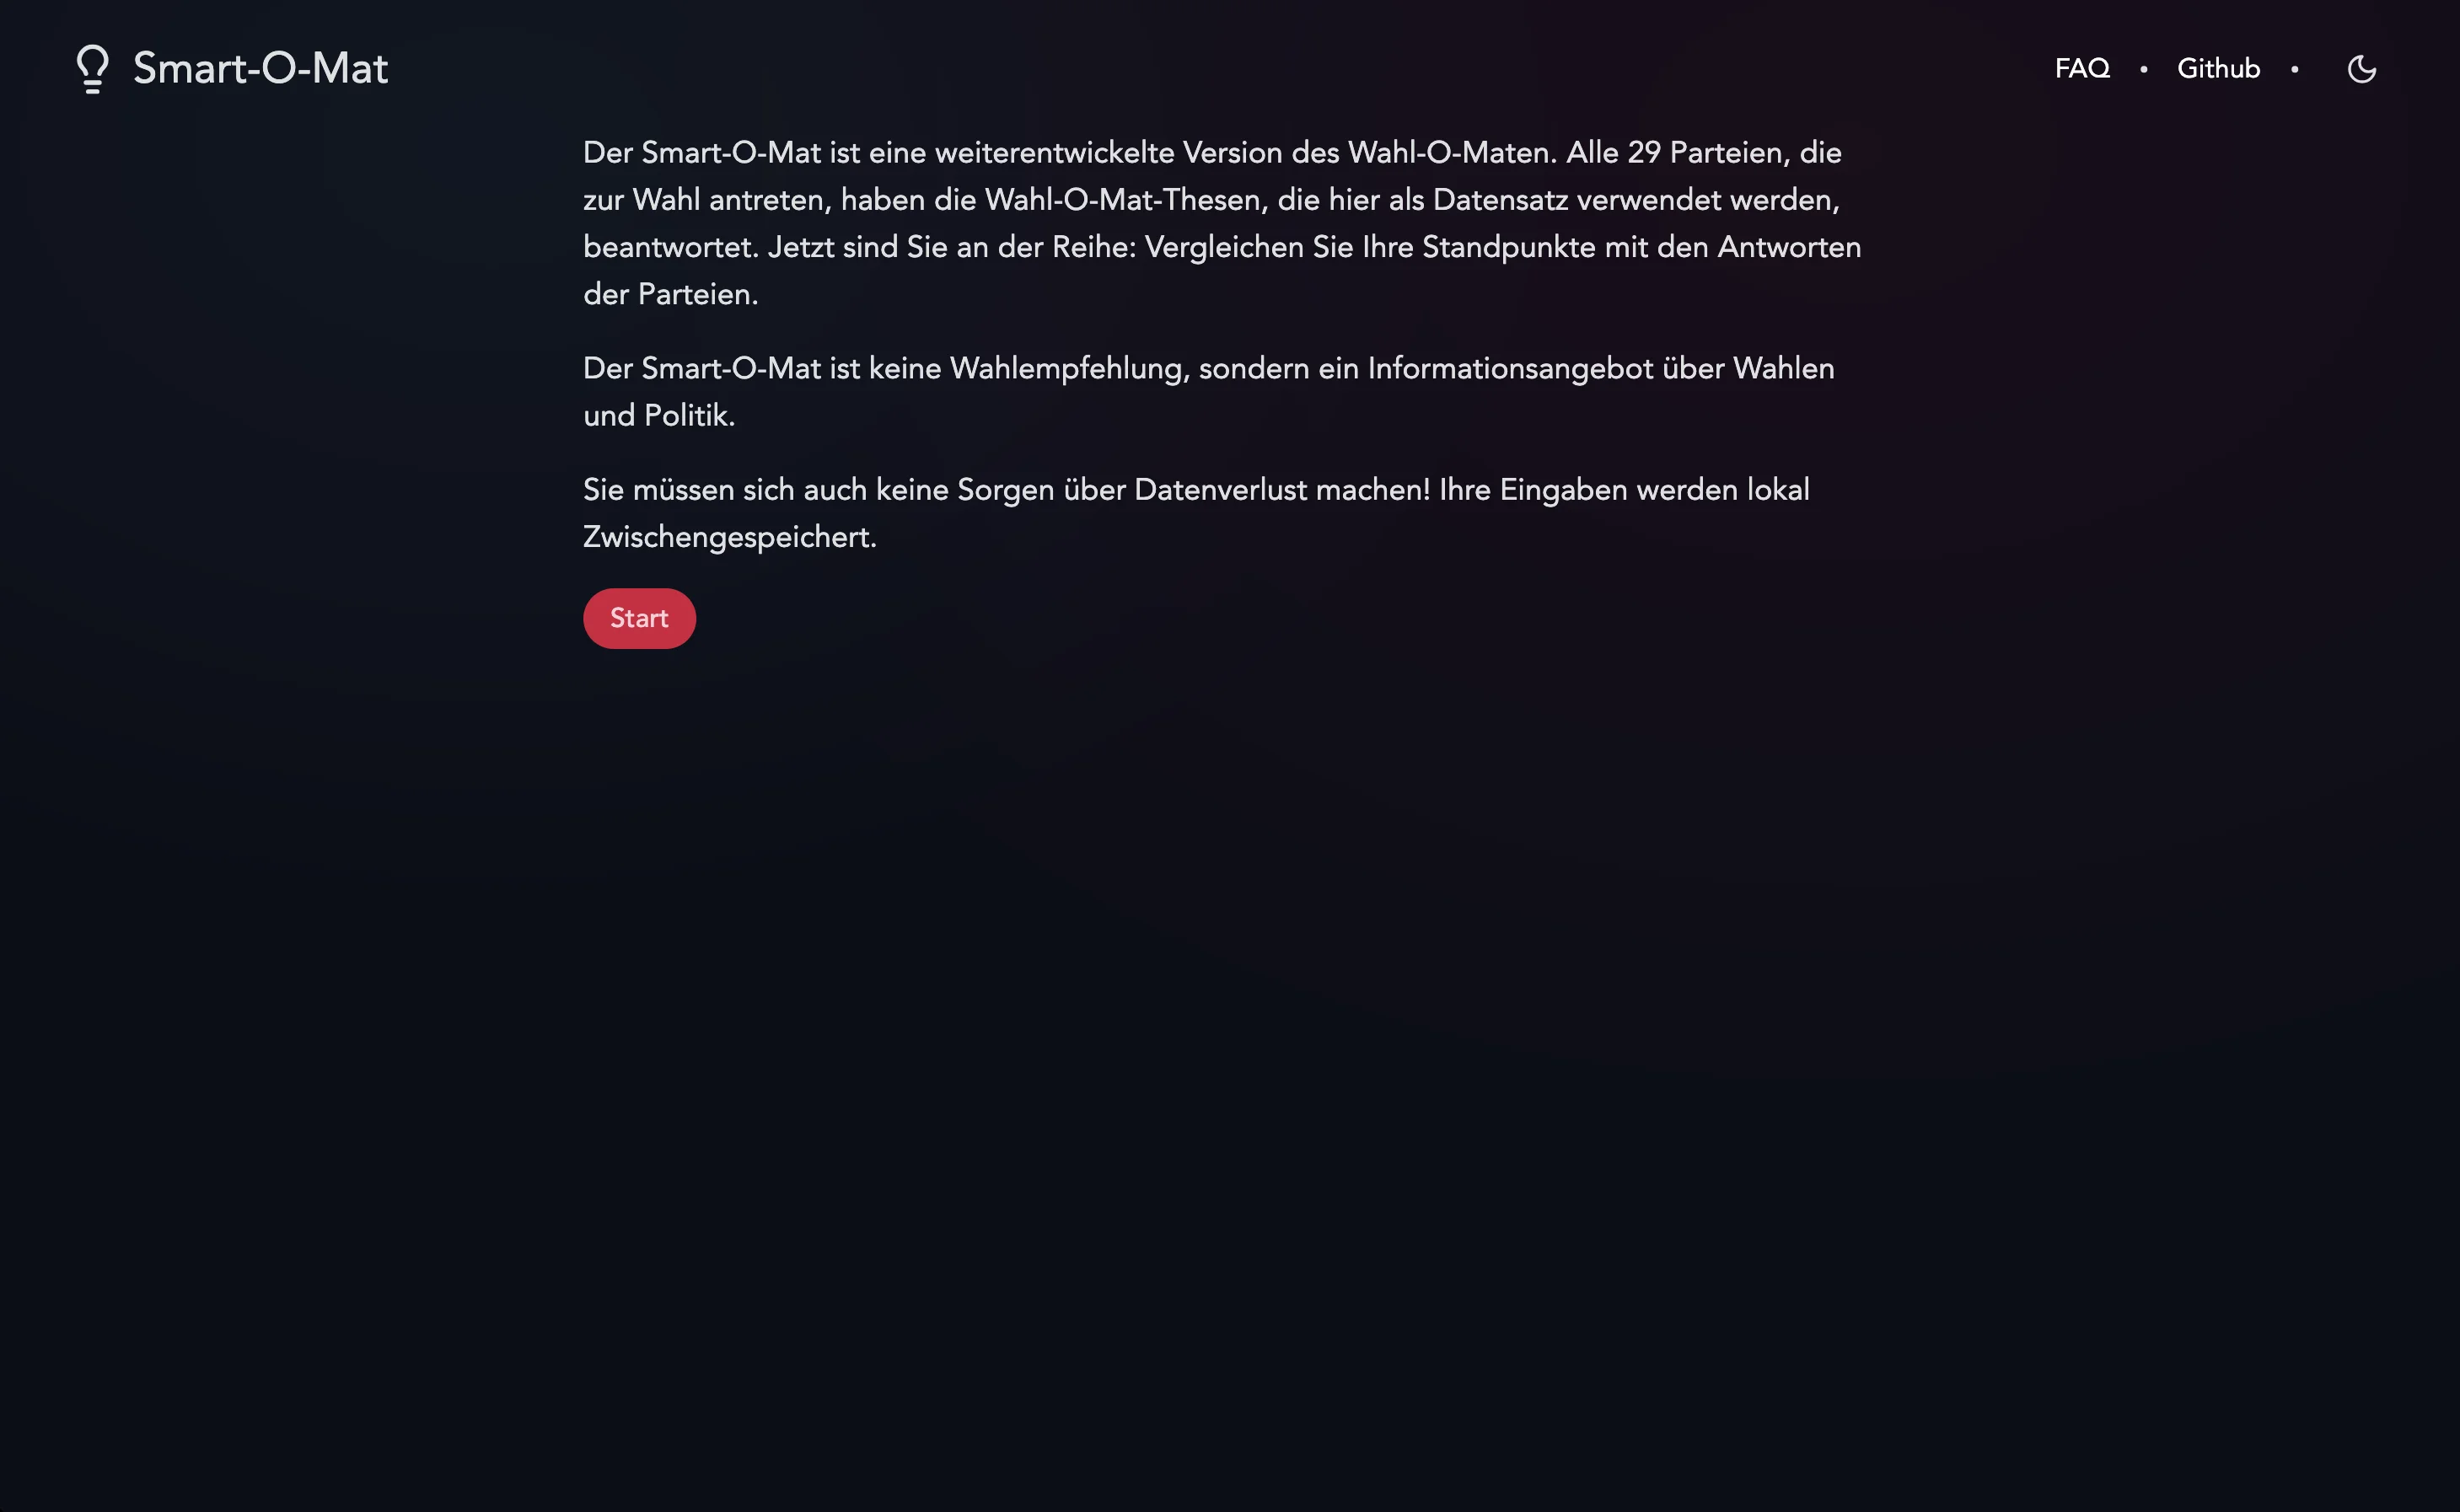 Smart-O-Mat
FAQ • Github •
Der Smart-O-Mat ist eine weiterentwickelte Version des Wahl-O-Maten. Alle 29 Parteien, die
zur Wahl antreten, haben die Wahl-O-Mat-Thesen, die hier als Datensatz verwendet werden,
beantwortet. Jetzt sind Sie an der Reihe: Vergleichen Sie Ihre Standpunkte mit den Antworten
der Parteien.
Der Smart-O-Mat ist keine Wahlempfehlung, sondern ein Informationsangebot über Wahlen
und Politik.
Sie müssen sich auch keine Sorgen über Datenverlust machen! Ihre Eingaben werden lokal
Zwischengespeichert.
Start